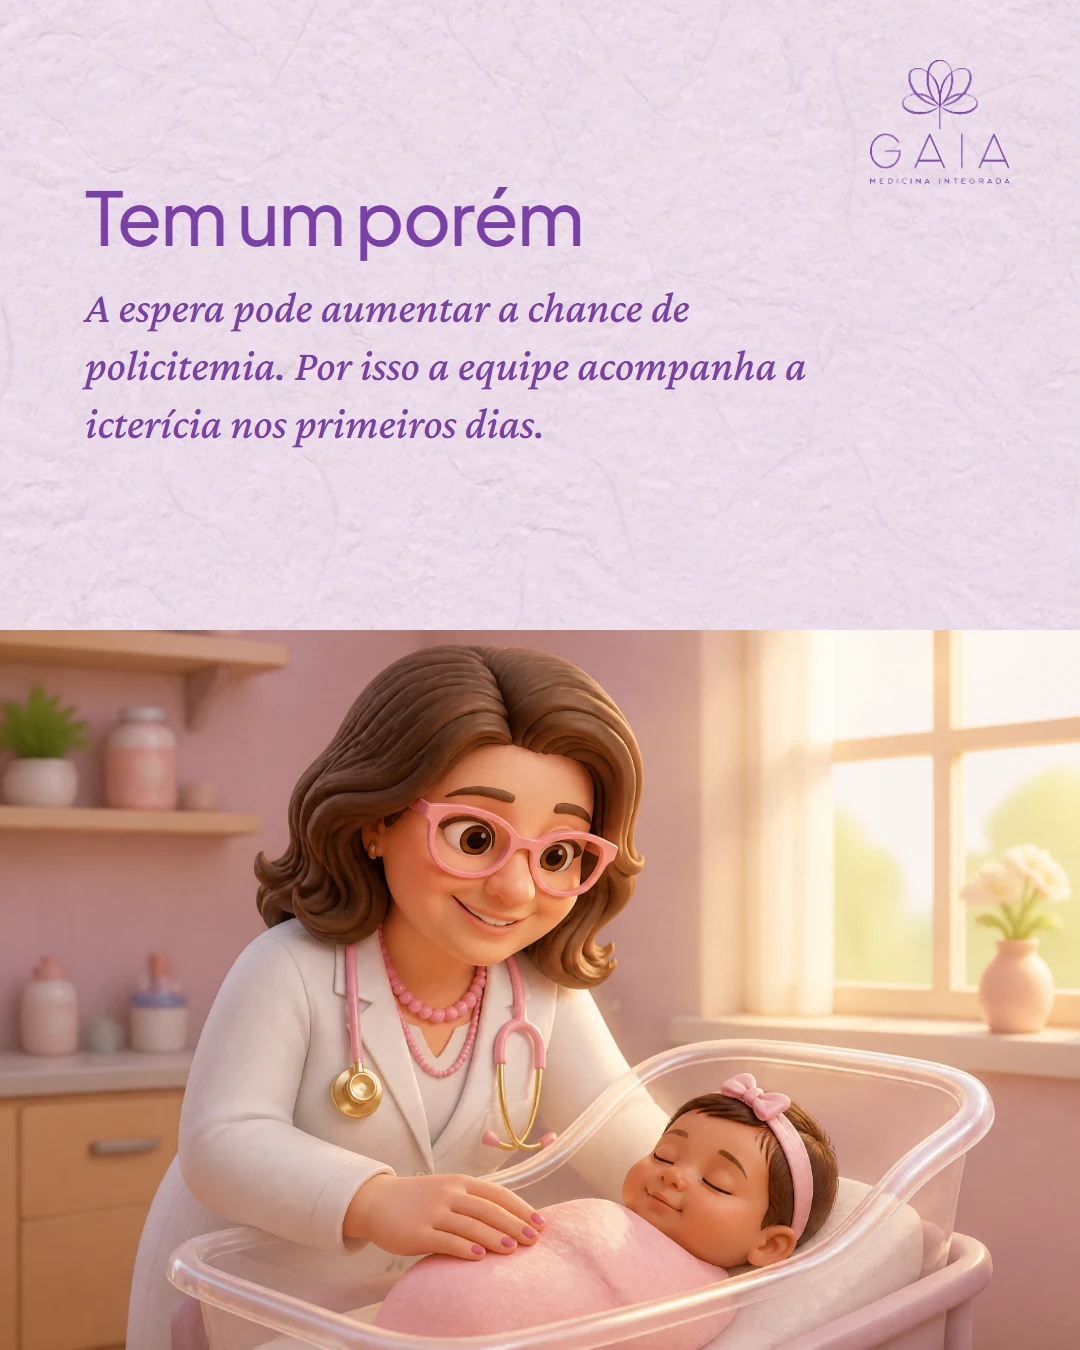 GAIA
MEDICINA INTEGRADA
Tem um porém
A espera pode aumentar a chance de
policitemia. Por isso a equipe acompanha a
icterícia nos primeiros dias.